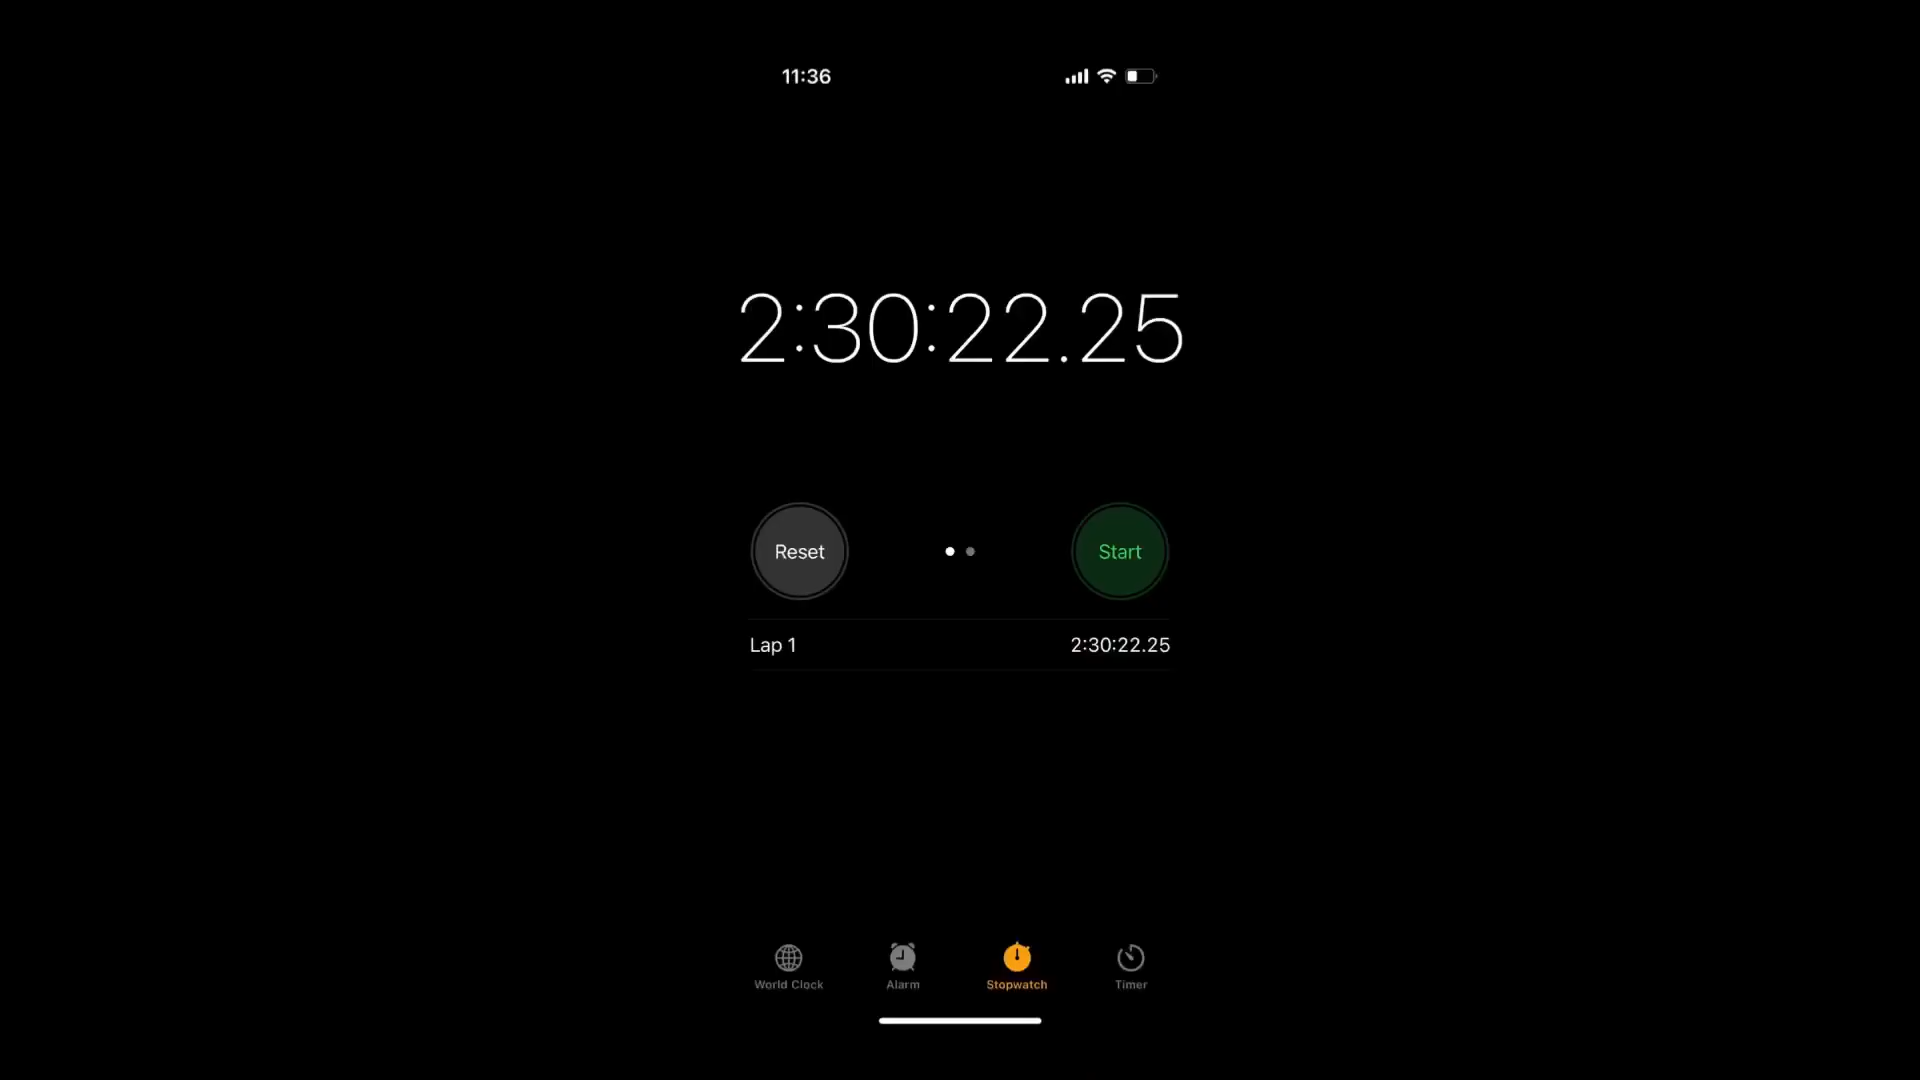 11:36
2:30:22.25
Reset Start
Lap 1 2:30:22.25
World Clock Alarm Stopwatch Timer